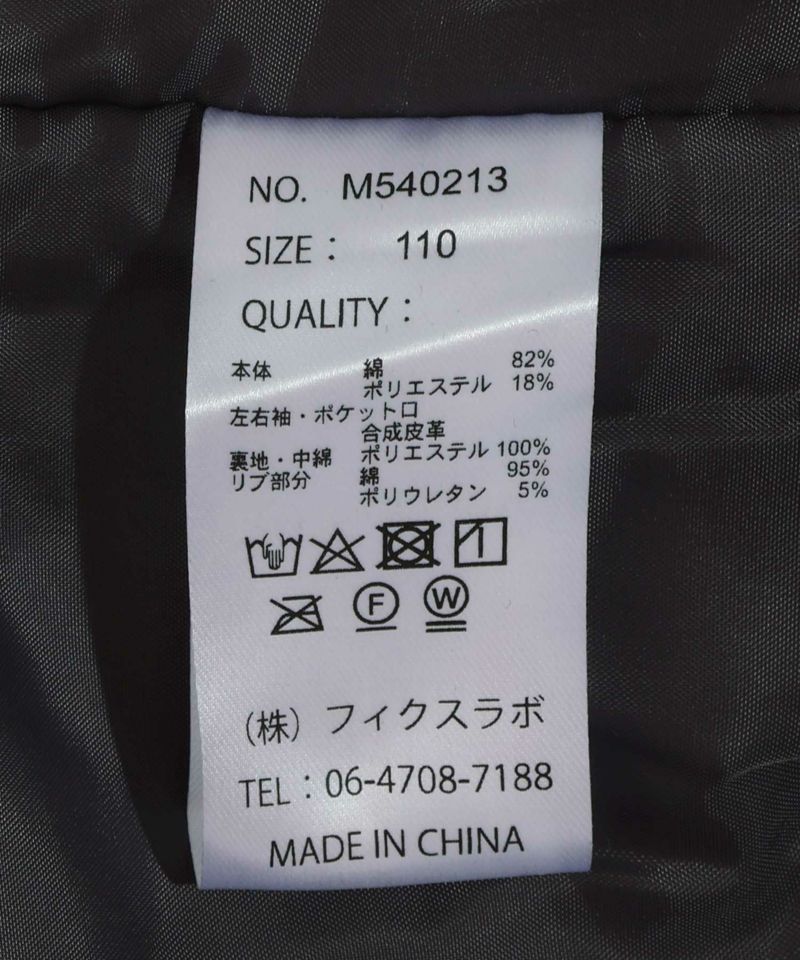 NO. M540213
SIZE： 110
QUALITY：
本体 綿 82%
ポリエステル 18%
左右袖・ポケット口
合成皮革
裏地・中綿 ポリエステル 100%
リブ部分 綿 95%
ポリウレタン 5%
F W
(株) フィクスラボ
TEL：06-4708-7188
MADE IN CHINA